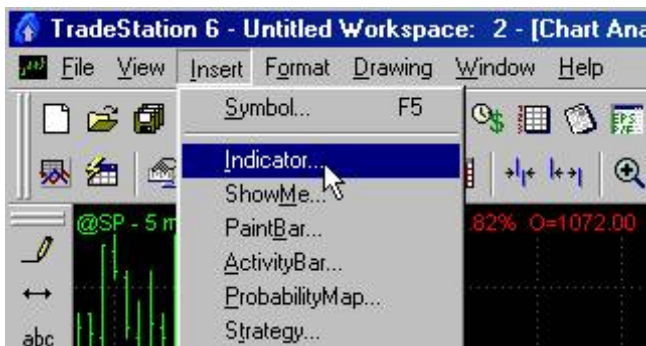 TradeStation 6 - Untitled Workspace: 2 - [Chart Ana
File View Insert Format Drawing Window Help
Symbol... F5
Indicator...
ShowMe...
PaintBar...
ActivityBar...
ProbabilityMap...
Strategy...
EPS
P/E
@SP - 5 m
.82% O=1072.00
abc